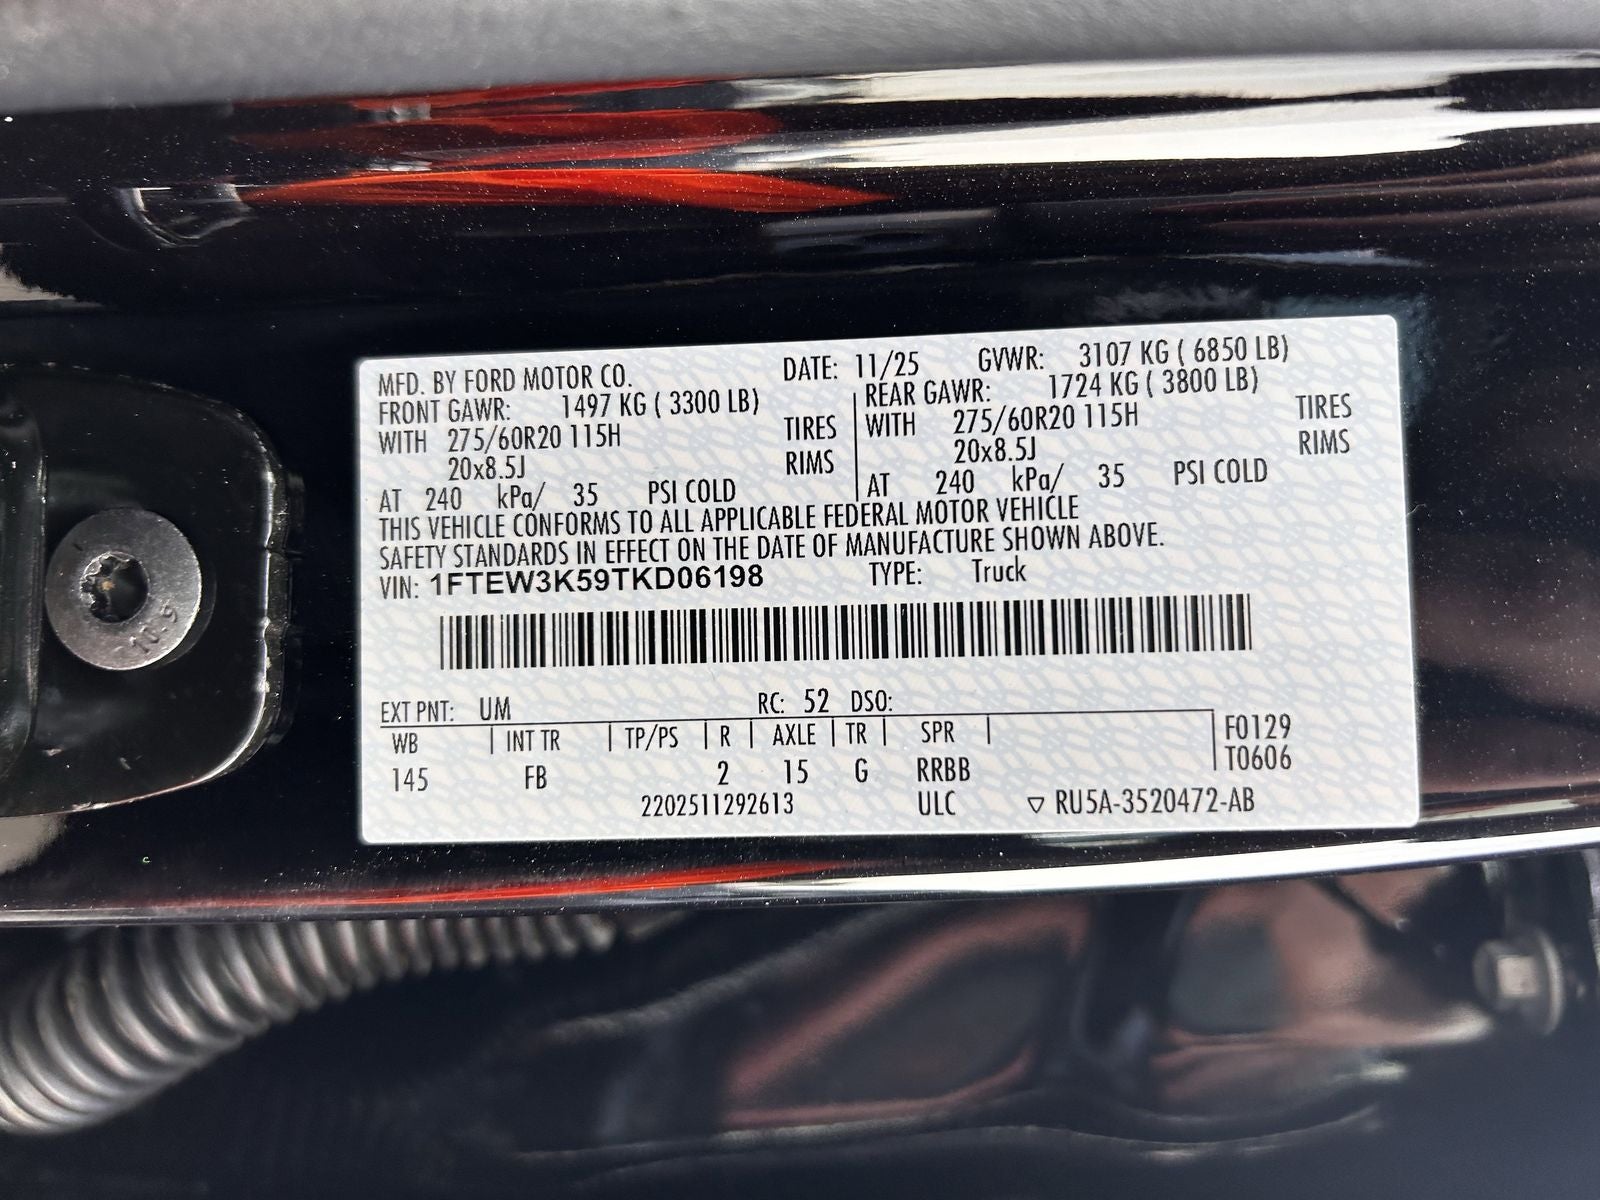 MFD. BY FORD MOTOR CO. DATE: 11/25 GVWR: 3107 KG ( 6850 LB)
FRONT GAWR: 1497 KG ( 3300 LB) REAR GAWR: 1724 KG ( 3800 LB)
WITH 275/60R20 115H TIRES WITH 275/60R20 115H TIRES
20x8.5J RIMS 20x8.5J RIMS
AT 240 kPa/ 35 PSI COLD AT 240 kPa/ 35 PSI COLD
THIS VEHICLE CONFORMS TO ALL APPLICABLE FEDERAL MOTOR VEHICLE
SAFETY STANDARDS IN EFFECT ON THE DATE OF MANUFACTURE SHOWN ABOVE.
VIN: 1FTEW3K59TKD06198 TYPE: Truck
EXT PNT: UM RC: 52 DSO:
WB INT TR TP/PS R AXLE TR SPR F0129
T0606
145 FB 2 15 G RRBB
2202511292613 ULC ▽ RU5A-3520472-AB
10.9